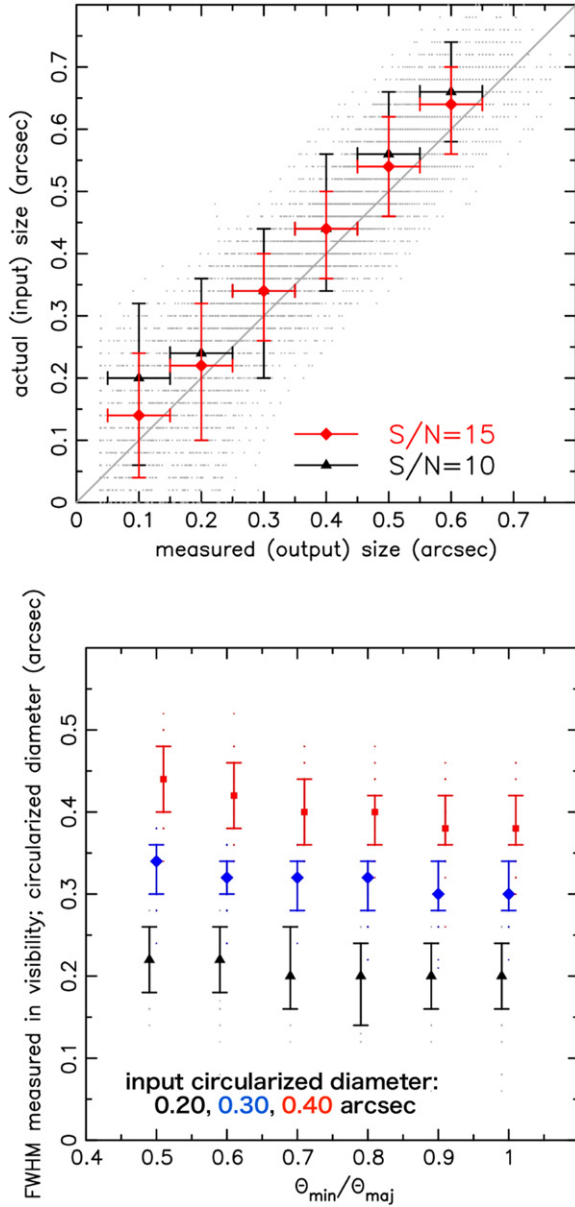 actual (input) size (arcsec)
0.7
0.6
0.5
0.4
0.3
0.2
0.1
0
S/N=15
S/N=10
0 0.1 0.2 0.3 0.4 0.5 0.6 0.7
measured (output) size (arcsec)
FWHM measured in visibility; circularized diameter (arcsec)
0.5
0.4
0.3
0.2
0.1
0
input circularized diameter:
0.20, 0.30, 0.40 arcsec
0.4 0.5 0.6 0.7 0.8 0.9 1
Θmin/Θmaj